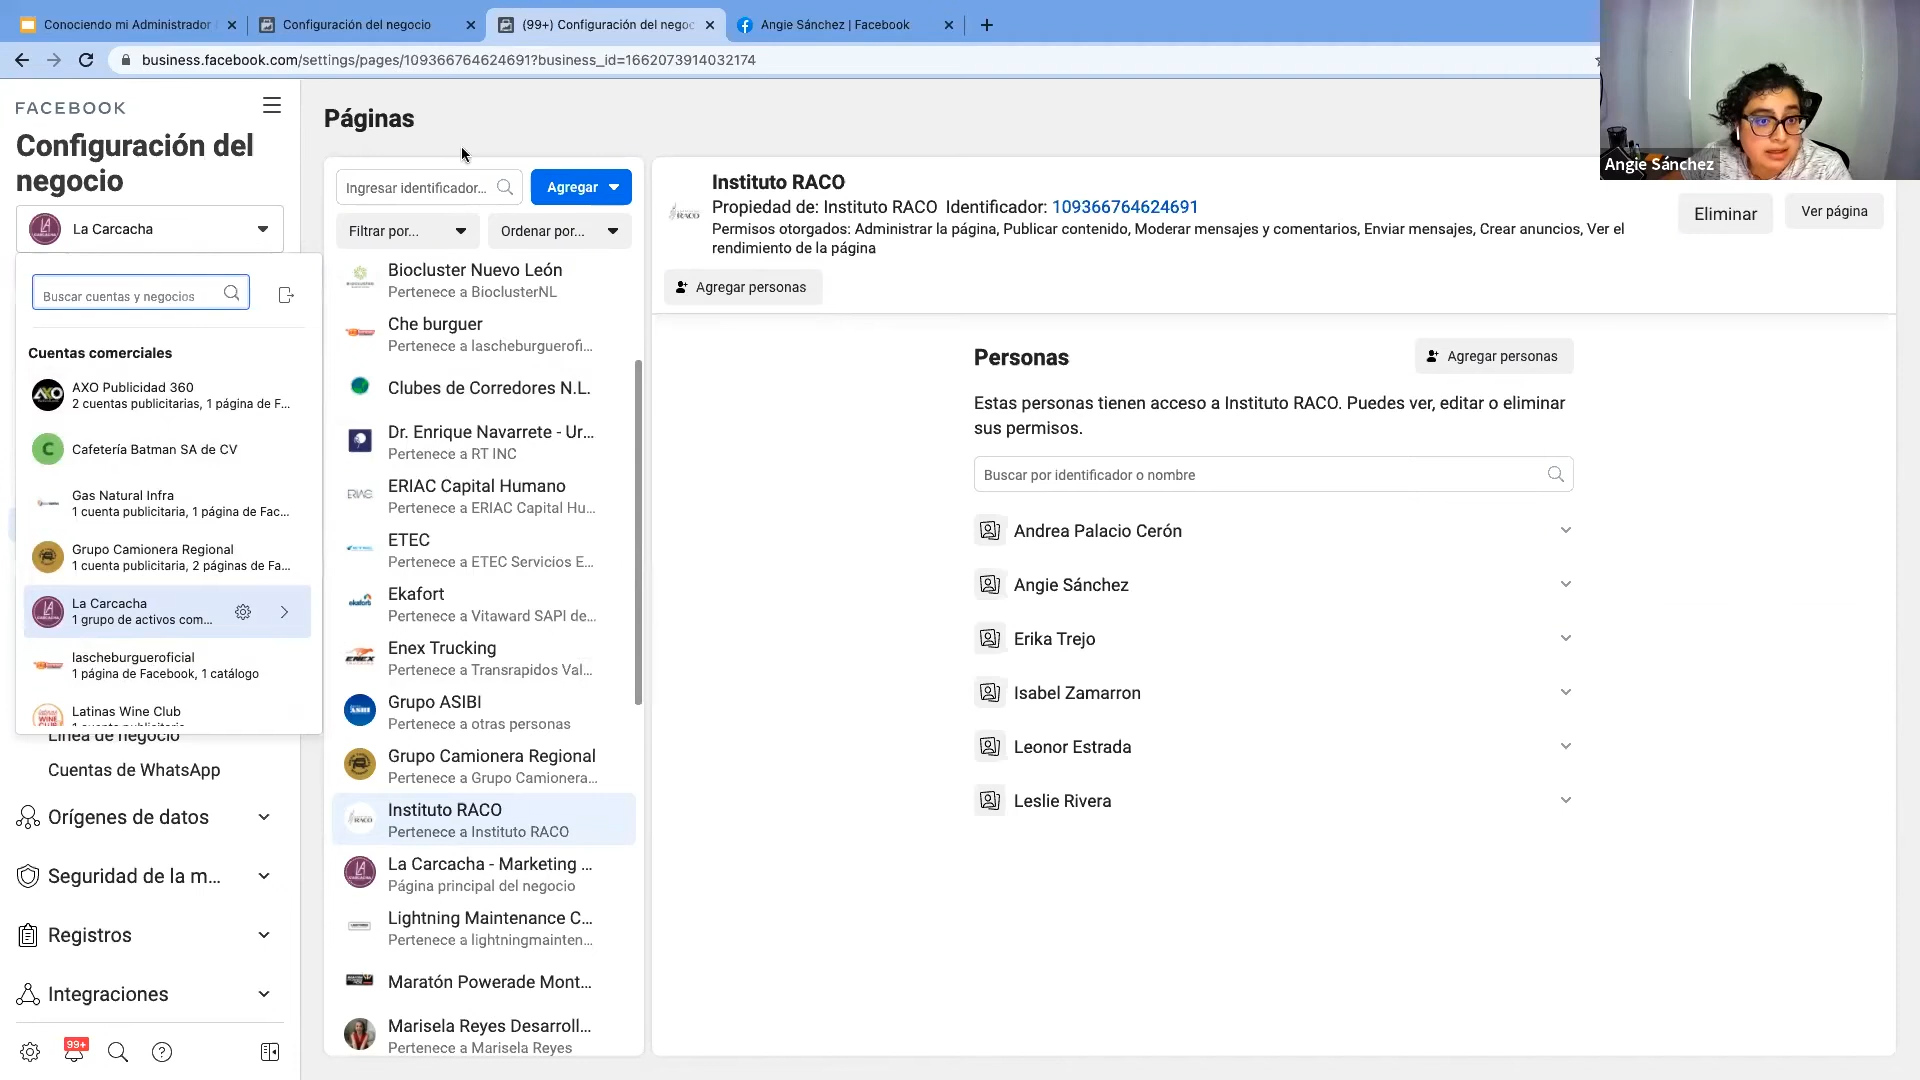 Conociendo mi Administrador
Configuración del negocio
(99+) Configuración del nego
Angie Sánchez | Facebook
business.facebook.com/settings/pages/109366764624691?business_id=1662073914032174
Angie Sánchez
FACEBOOK
Configuración del
negocio
La Carcacha
Buscar cuentas y negocios
Cuentas comerciales
AXO Publicidad 360
2 cuentas publicitarias, 1 página de F...
Cafetería Batman SA de CV
Gas Natural Infra
1 cuenta publicitaria, 1 página de Fac...
Grupo Camionera Regional
1 cuenta publicitaria, 2 páginas de Fa...
La Carcacha
1 grupo de activos com...
lascheburgueroficial
1 página de Facebook, 1 catálogo
Latinas Wine Club
1 cuenta publicitaria
Línea de negocio
Cuentas de WhatsApp
Orígenes de datos
Seguridad de la m...
Registros
Integraciones
99+
Páginas
Ingresar identificador...
Agregar
Filtrar por...
Ordenar por...
Biocluster Nuevo León
Pertenece a BioclusterNL
Che burguer
Pertenece a lascheburguerofi...
Clubes de Corredores N.L.
Dr. Enrique Navarrete - Ur...
Pertenece a RT INC
ERIAC Capital Humano
Pertenece a ERIAC Capital Hu...
ETEC
Pertenece a ETEC Servicios E...
Ekafort
Pertenece a Vitaward SAPI de...
Enex Trucking
Pertenece a Transrapidos Val...
Grupo ASIBI
Pertenece a otras personas
Grupo Camionera Regional
Pertenece a Grupo Camionera...
Instituto RACO
Pertenece a Instituto RACO
La Carcacha - Marketing ...
Página principal del negocio
Lightning Maintenance C...
Pertenece a lightningmainten...
Maratón Powerade Mont...
Marisela Reyes Desarroll...
Pertenece a Marisela Reyes
Instituto RACO
Propiedad de: Instituto RACO Identificador: 109366764624691
Permisos otorgados: Administrar la página, Publicar contenido, Moderar mensajes y comentarios, Enviar mensajes, Crear anuncios, Ver el
rendimiento de la página
Eliminar
Ver página
Agregar personas
Personas
Agregar personas
Estas personas tienen acceso a Instituto RACO. Puedes ver, editar o eliminar
sus permisos.
Buscar por identificador o nombre
Andrea Palacio Cerón
Angie Sánchez
Erika Trejo
Isabel Zamarron
Leonor Estrada
Leslie Rivera